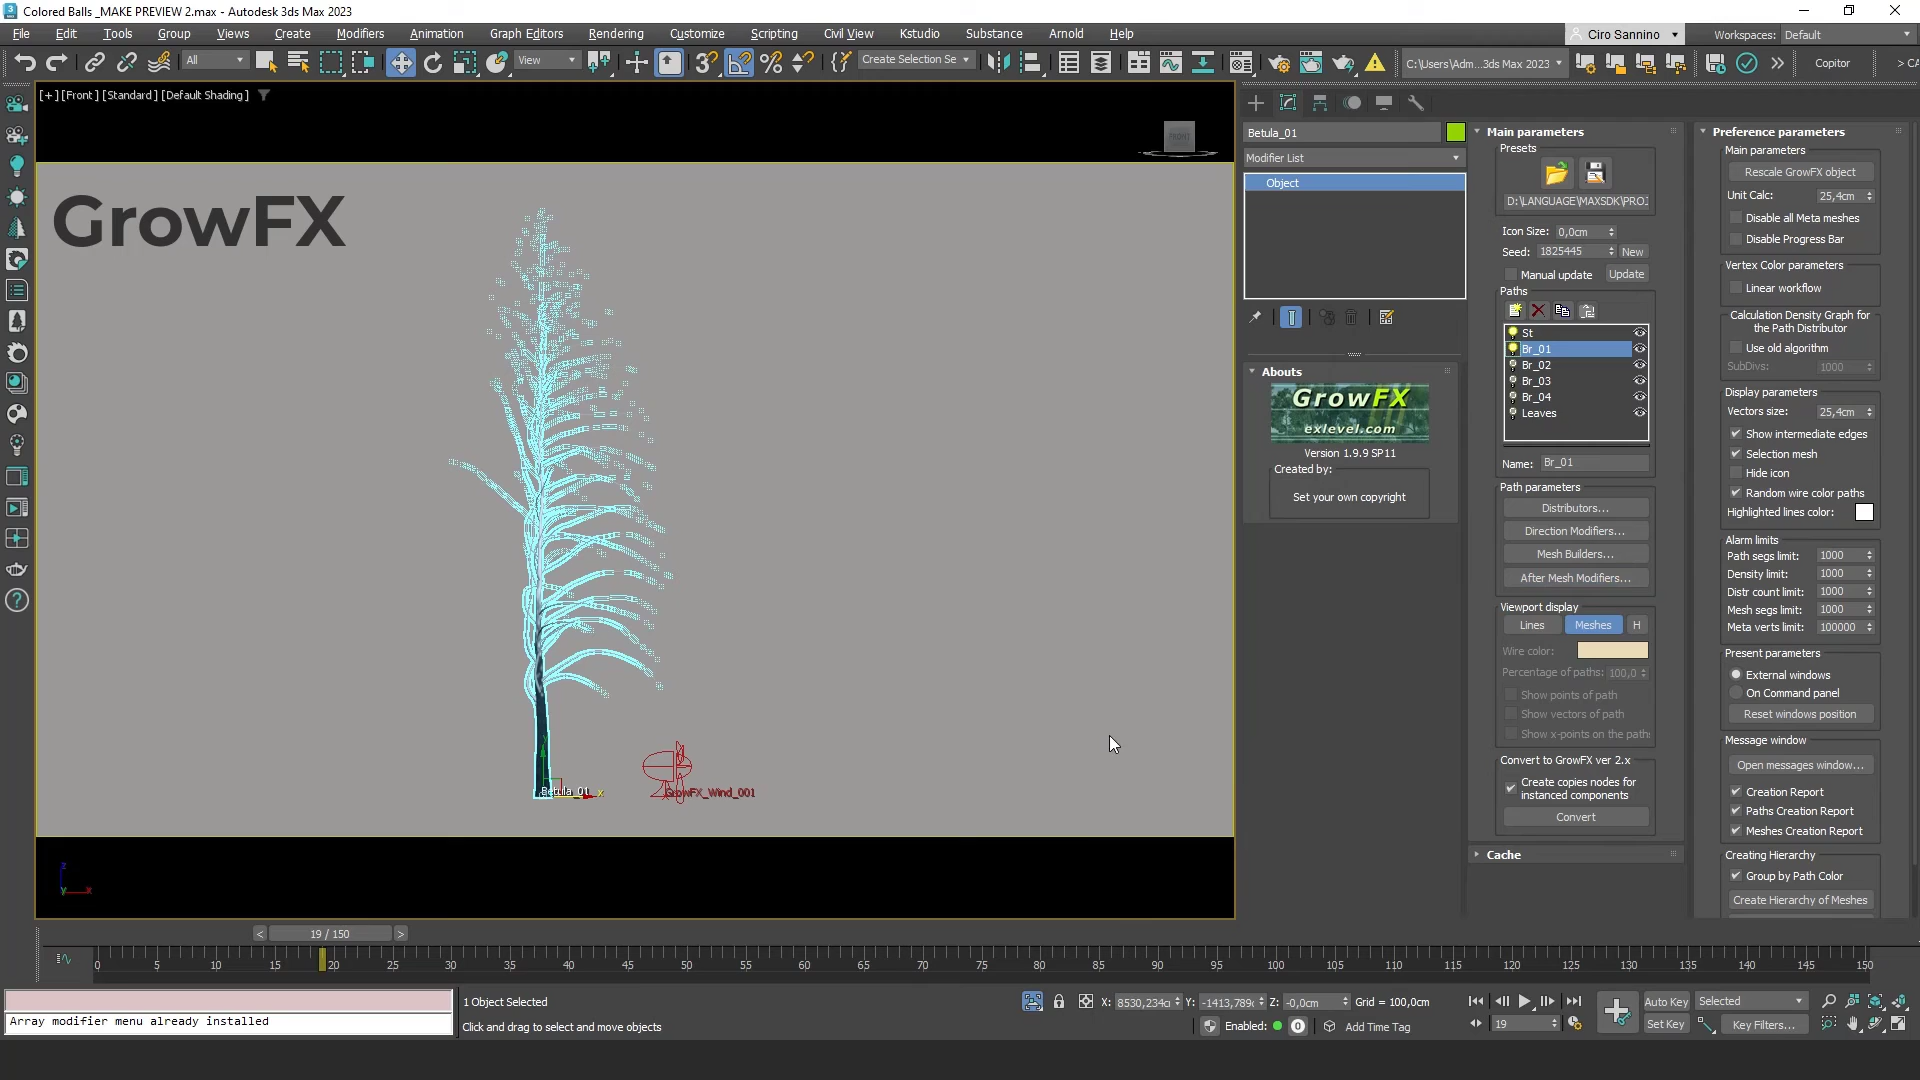 Colored Balls _MAKE PREVIEW 2.max - Autodesk 3ds Max 2023
File Edit Tools Group Views Create Modifiers Animation Graph Editors Rendering Customize Scripting Civil View Substance Arnold Help
Ciro Sannino
Workspaces: Default
All
View
Create Selection Se
C:\Users\Adm...3ds Max 2023
Copitor
> CA
[+] [Front] [Standard] [Default Shading]
FRONT
GrowFX
Betula_01 x
GrowFX_Wind_001
z
y x
Betula_01
Modifier List
Object
Abouts
GrowFX
exlevel.com
Version 1.9.9 SP11
Created by:
Set your own copyright
Main parameters
Presets
D:\LANGUAGE\MAXSDK\PROJ
Icon Size: 0,0cm
Seed: 1825445 New
Manual update Update
Paths
St
Br_01
Br_02
Br_03
Br_04
Leaves
Name: Br_01
Path parameters
Distributors...
Direction Modifiers...
Mesh Builders...
After Mesh Modifiers...
Viewport display
Lines Meshes H
Wire color:
Percentage of paths: 100,0
Show points of path
Show vectors of path
Show x-points on the paths
Convert to GrowFX ver 2.x
Create copies nodes for
instanced components
Convert
Cache
Preference parameters
Main parameters
Rescale GrowFX object
Unit Calc: 25,4cm
Disable all Meta meshes
Disable Progress Bar
Vertex Color parameters
Linear workflow
Calculation Density Graph for
the Path Distributor
Use old algorithm
SubDivs: 1000
Display parameters
Vectors size: 25,4cm
Show intermediate edges
Selection mesh
Hide icon
Random wire color paths
Highlighted lines color:
Alarm limits
Path segs limit: 1000
Density limit: 1000
Distr count limit: 1000
Mesh segs limit: 1000
Meta verts limit: 100000
Present parameters
External windows
On Command panel
Reset windows position
Message window
Open messages window...
Creation Report
Paths Creation Report
Meshes Creation Report
Creating Hierarchy
Group by Path Color
Create Hierarchy of Meshes
< 19 / 150 >
0 5 10 15 20 25 30 35 40 45 50 55 60 65 70 75 80 85 90 95 100 105 110 115 120 125 130 135 140 145 150
Array modifier menu already installed
1 Object Selected
Click and drag to select and move objects
X: 8530,234c Y: -1413,789c Z: -0,0cm Grid = 100,0cm
Enabled: 0 Add Time Tag
19
Auto Key Selected
Set Key Key Filters...